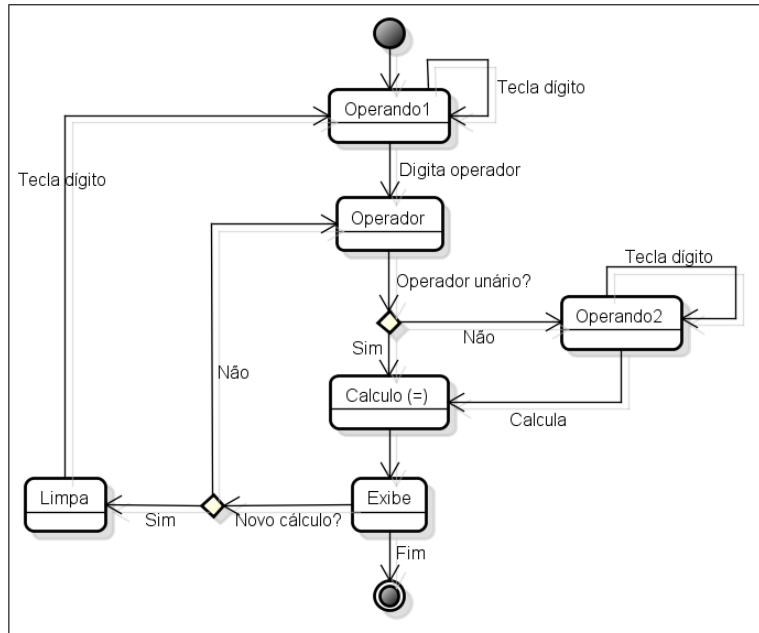 Tecla dígito
Operando1
Tecla dígito
Digita operador
Operador
Tecla dígito
Operador unário?
Operando2
Não
Sim
Não
Calculo (=)
Calcula
Limpa
Exibe
Sim
Novo cálculo?
Fim